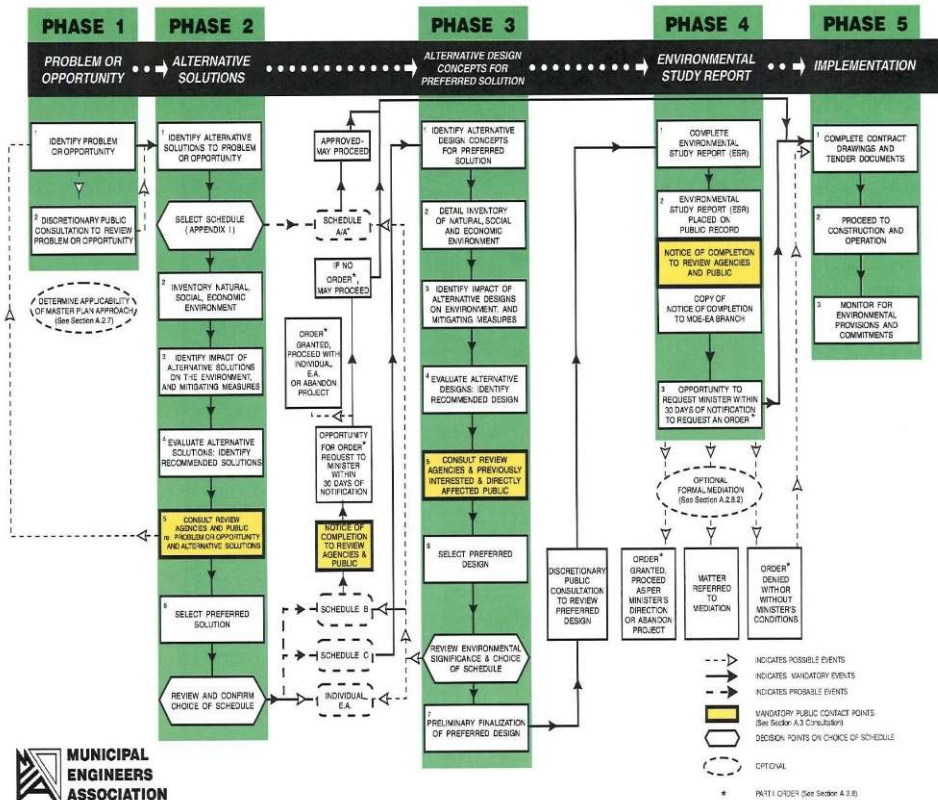 PHASE 1
PHASE 2
PHASE 3
PHASE 4
PHASE 5
PROBLEM OR
OPPORTUNITY
ALTERNATIVE
SOLUTIONS
ALTERNATIVE DESIGN
CONCEPTS FOR
PREFERRED SOLUTION
ENVIRONMENTAL
STUDY REPORT
IMPLEMENTATION
1
IDENTIFY PROBLEM
OR OPPORTUNITY
2
DISCRETIONARY PUBLIC
CONSULTATION TO REVIEW
PROBLEM OR OPPORTUNITY
DETERMINE APPLICABILITY
OF MASTER PLAN APPROACH
(See Section A.2.7)
1
IDENTIFY ALTERNATIVE
SOLUTIONS TO PROBLEM
OR OPPORTUNITY
SELECT SCHEDULE
(APPENDIX I)
2
INVENTORY NATURAL,
SOCIAL, ECONOMIC
ENVIRONMENT
3
IDENTIFY IMPACT OF
ALTERNATIVE SOLUTIONS
ON THE ENVIRONMENT,
AND MITIGATING MEASURES
4
EVALUATE ALTERNATIVE
SOLUTIONS: IDENTIFY
RECOMMENDED SOLUTIONS
5
CONSULT REVIEW
AGENCIES AND PUBLIC
re: PROBLEM OR OPPORTUNITY
AND ALTERNATIVE SOLUTIONS
6
SELECT PREFERRED
SOLUTION
REVIEW AND CONFIRM
CHOICE OF SCHEDULE
APPROVED-
MAY PROCEED
SCHEDULE
A/A+
IF NO
ORDER*,
MAY PROCEED
ORDER*
GRANTED,
PROCEED WITH
INDIVIDUAL
E.A.
OR ABANDON
PROJECT
OPPORTUNITY
FOR ORDER*
REQUEST TO
MINISTER
WITHIN
30 DAYS OF
NOTIFICATION
NOTICE OF
COMPLETION
TO REVIEW
AGENCIES &
PUBLIC
SCHEDULE B
SCHEDULE C
INDIVIDUAL
E.A.
1
IDENTIFY ALTERNATIVE
DESIGN CONCEPTS
FOR PREFERRED
SOLUTION
2
DETAIL INVENTORY
OF NATURAL, SOCIAL
AND ECONOMIC
ENVIRONMENT
3
IDENTIFY IMPACT OF
ALTERNATIVE DESIGNS
ON ENVIRONMENT, AND
MITIGATING MEASURES
4
EVALUATE ALTERNATIVE
DESIGNS: IDENTIFY
RECOMMENDED DESIGN
5
CONSULT REVIEW
AGENCIES & PREVIOUSLY
INTERESTED & DIRECTLY
AFFECTED PUBLIC
6
SELECT PREFERRED
DESIGN
REVIEW ENVIRONMENTAL
SIGNIFICANCE & CHOICE
OF SCHEDULE
7
PRELIMINARY FINALIZATION
OF PREFERRED DESIGN
DISCRETIONARY
PUBLIC
CONSULTATION
TO REVIEW
PREFERRED
DESIGN
1
COMPLETE
ENVIRONMENTAL
STUDY REPORT (ESR)
2
ENVIRONMENTAL
STUDY REPORT (ESR)
PLACED ON
PUBLIC RECORD
NOTICE OF COMPLETION
TO REVIEW AGENCIES
AND PUBLIC
COPY OF
NOTICE OF COMPLETION
TO MOE-EA BRANCH
3
OPPORTUNITY TO
REQUEST MINISTER WITHIN
30 DAYS OF NOTIFICATION
TO REQUEST AN ORDER*
OPTIONAL
FORMAL MEDIATION
(See Section A.2.8.2)
ORDER*
GRANTED,
PROCEED
AS PER
MINISTER'S
DIRECTION
OR ABANDON
PROJECT
MATTER
REFERRED
TO
MEDIATION
ORDER*
DENIED
WITH OR
WITHOUT
MINISTER'S
CONDITIONS
1
COMPLETE CONTRACT
DRAWINGS AND
TENDER DOCUMENTS
2
PROCEED TO
CONSTRUCTION AND
OPERATION
3
MONITOR FOR
ENVIRONMENTAL
PROVISIONS AND
COMMITMENTS
INDICATES POSSIBLE EVENTS
INDICATES MANDATORY EVENTS
INDICATES PROBABLE EVENTS
MANDATORY PUBLIC CONTACT POINTS
(See Section A.3 Consultation)
DECISION POINTS ON CHOICE OF SCHEDULE
OPTIONAL
* PART II ORDER (See Section A.2.8)
MUNICIPAL
ENGINEERS
ASSOCIATION